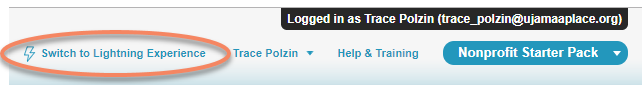 Logged in as Trace Polzin (trace_polzin@ujamaaplace.org)
Switch to Lightning Experience Trace Polzin Help & Training Nonprofit Starter Pack